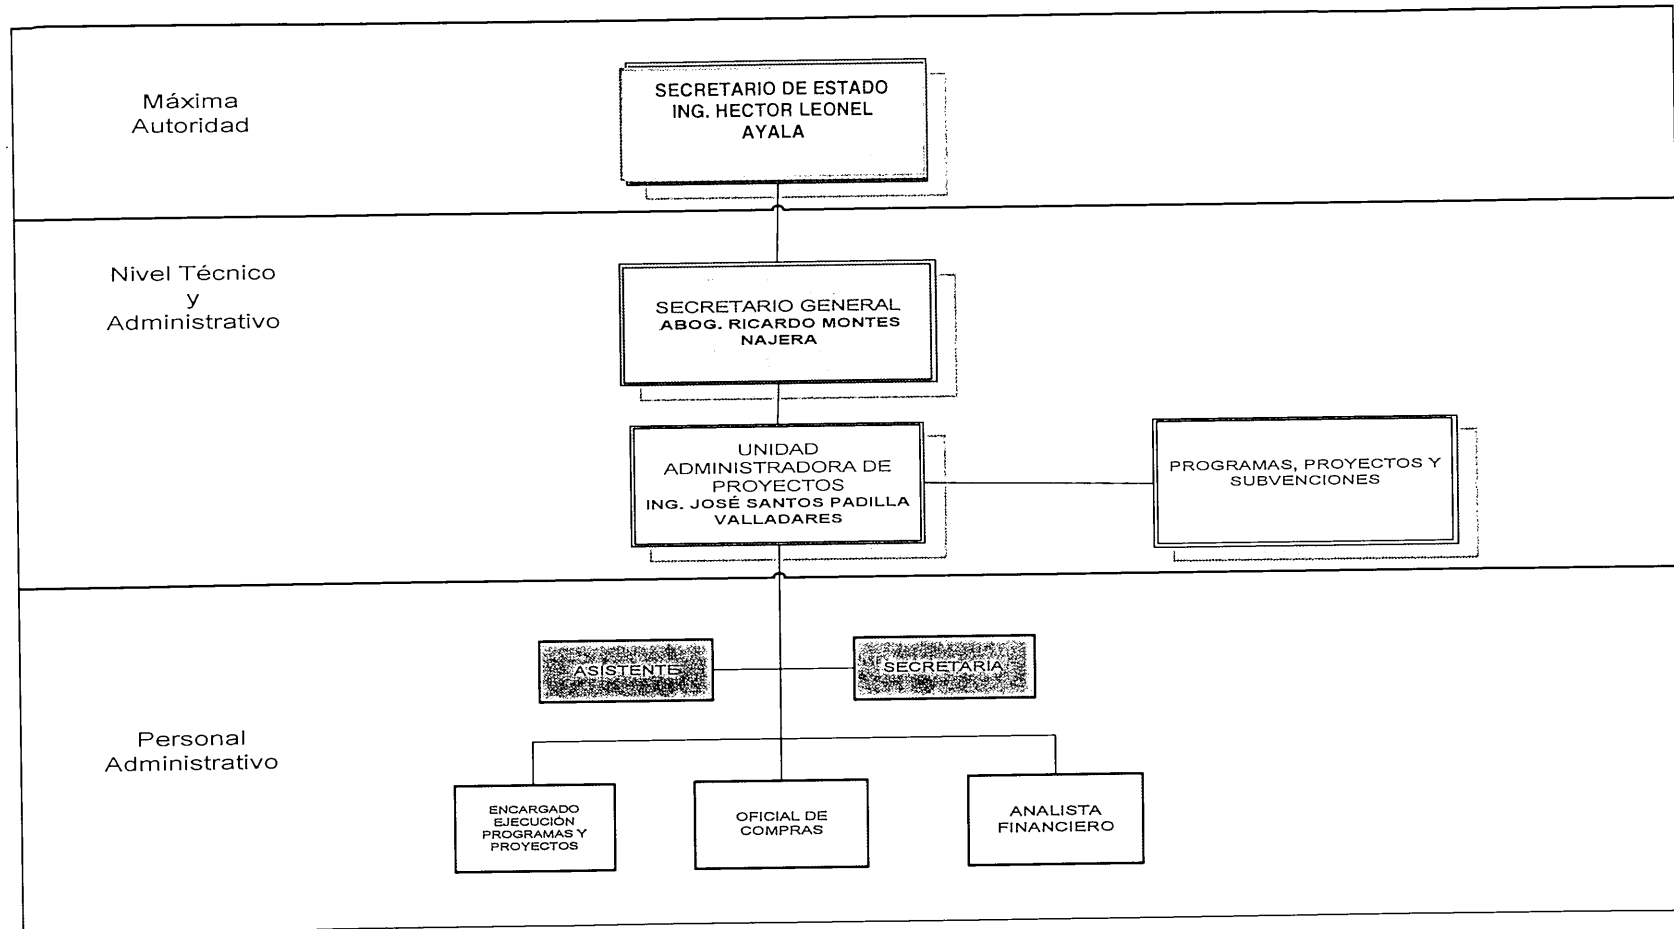 Máxima
Autoridad
SECRETARIO DE ESTADO
ING. HECTOR LEONEL
AYALA
Nivel Técnico
y
Administrativo
SECRETARIO GENERAL
ABOG. RICARDO MONTES
NAJERA
UNIDAD
ADMINISTRADORA DE
PROYECTOS
ING. JOSÉ SANTOS PADILLA
VALLADARES
PROGRAMAS, PROYECTOS Y
SUBVENCIONES
Personal
Administrativo
ASISTENTE
SECRETARIA
ENCARGADO
EJECUCIÓN
PROGRAMAS Y
PROYECTOS
OFICIAL DE
COMPRAS
ANALISTA
FINANCIERO